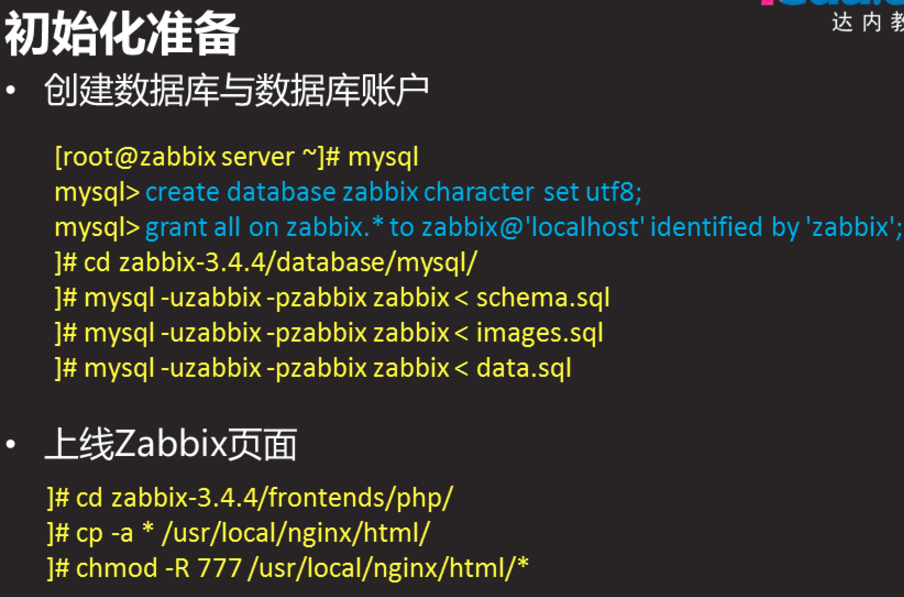 初始化准备
达内教
• 创建数据库与数据库账户
[root@zabbix server ~]# mysql
mysql> create database zabbix character set utf8;
mysql> grant all on zabbix.* to zabbix@'localhost' identified by 'zabbix';
]# cd zabbix-3.4.4/database/mysql/
]# mysql -uzabbix -pzabbix zabbix < schema.sql
]# mysql -uzabbix -pzabbix zabbix < images.sql
]# mysql -uzabbix -pzabbix zabbix < data.sql
• 上线Zabbix页面
]# cd zabbix-3.4.4/frontends/php/
]# cp -a * /usr/local/nginx/html/
]# chmod -R 777 /usr/local/nginx/html/*